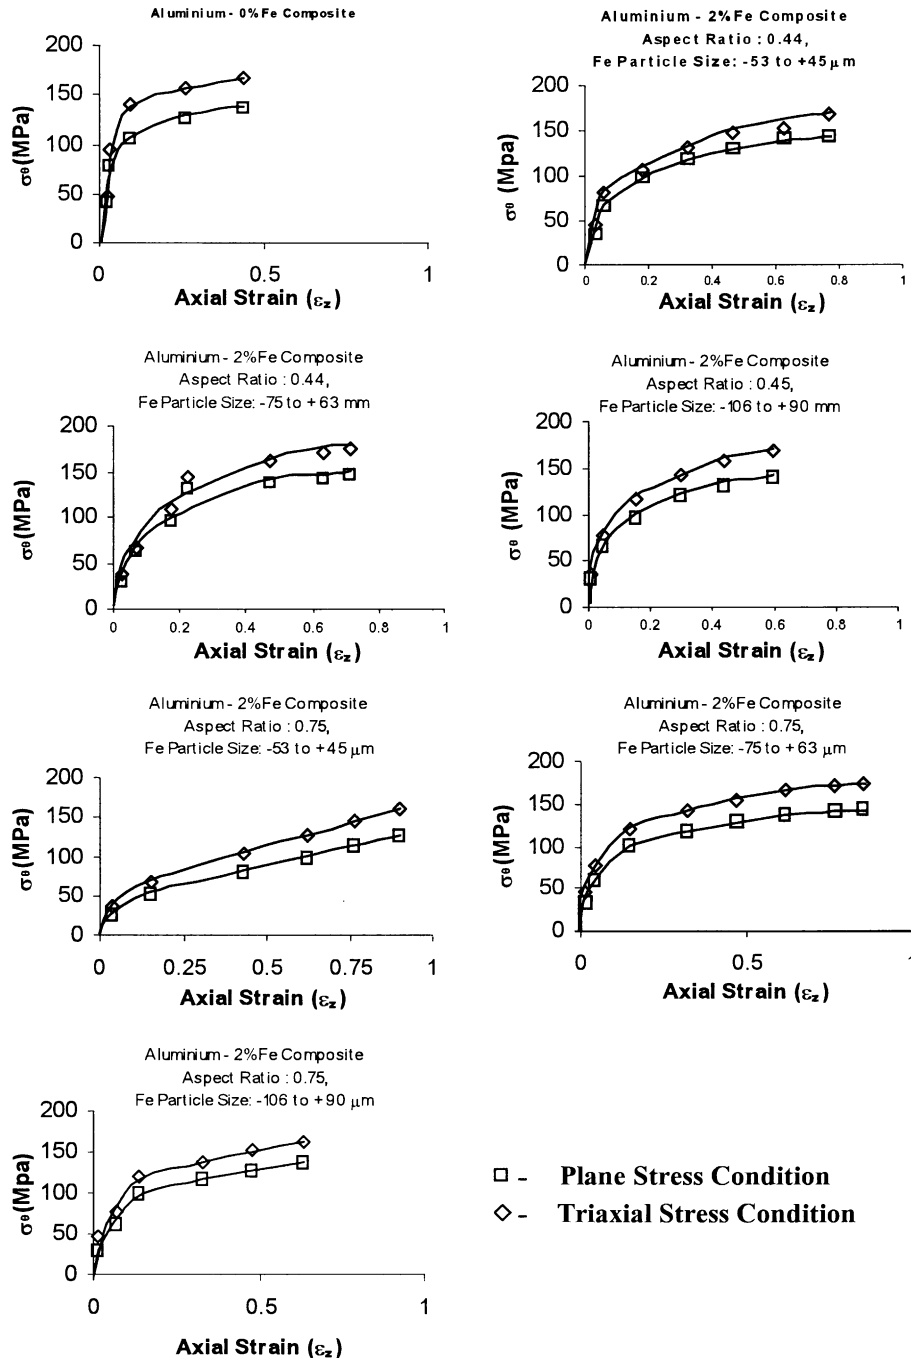 Aluminium - 0%Fe Composite
200
150
100
50
0
σθ(MPa)
0
0.5
1
Axial Strain (εz)
Aluminium - 2%Fe Composite
Aspect Ratio : 0.44,
Fe Particle Size: -53 to +45 µm
200
150
100
50
0
σθ (Mpa)
0
0.2
0.4
0.6
0.8
1
Axial Strain (εz)
Aluminium - 2%Fe Composite
Aspect Ratio : 0.44,
Fe Particle Size: -75 to +63 mm
200
150
100
50
0
σθ(MPa)
0
0.2
0.4
0.6
0.8
1
Axial Strain (εz)
Aluminium - 2%Fe Composite
Aspect Ratio : 0.45,
Fe Particle Size: -106 to +90 mm
200
150
100
50
0
σθ (MPa)
0
0.2
0.4
0.6
0.8
1
Axial Strain (εz)
Aluminium - 2%Fe Composite
Aspect Ratio : 0.75,
Fe Particle Size: -53 to +45 µm
200
150
100
50
0
σθ(MPa)
0
0.25
0.5
0.75
1
Axial Strain (εz)
Aluminium - 2%Fe Composite
Aspect Ratio : 0.75,
Fe Particle Size: -75 to +63 µm
200
150
100
50
0
σθ (MPa)
0
0.5
1
Axial Strain (εz)
Aluminium - 2%Fe Composite
Aspect Ratio : 0.75,
Fe Particle Size: -106 to +90 µm
200
150
100
50
0
σθ(Mpa)
0
0.5
1
Axial Strain (εz)
□ - Plane Stress Condition
◇ - Triaxial Stress Condition